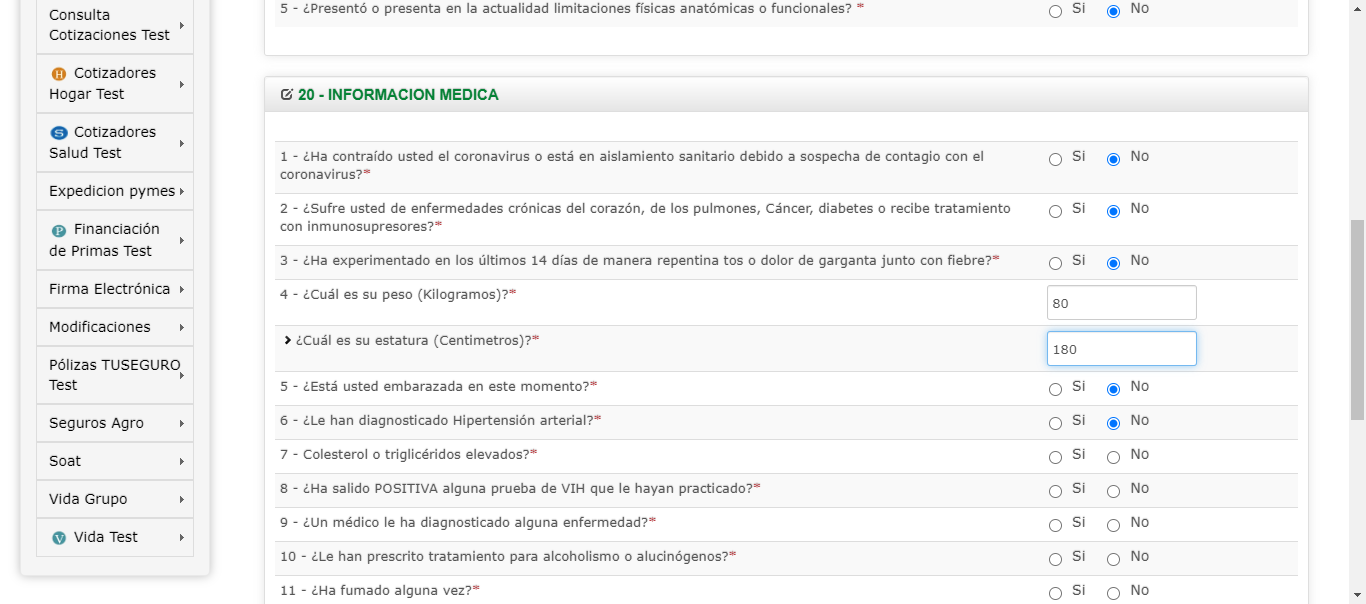 Consulta
Cotizaciones Test
Cotizadores
Hogar Test
Cotizadores
Salud Test
Expedicion pymes
Financiación
de Primas Test
Firma Electrónica
Modificaciones
Pólizas TUSEGURO
Test
Seguros Agro
Soat
Vida Grupo
Vida Test
5 - ¿Presentó o presenta en la actualidad limitaciones físicas anatómicas o funcionales? * Si No
20 - INFORMACION MEDICA
1 - ¿Ha contraído usted el coronavirus o está en aislamiento sanitario debido a sospecha de contagio con el Si No
coronavirus?*
2 - ¿Sufre usted de enfermedades crónicas del corazón, de los pulmones, Cáncer, diabetes o recibe tratamiento Si No
con inmunosupresores?*
3 - ¿Ha experimentado en los últimos 14 días de manera repentina tos o dolor de garganta junto con fiebre?* Si No
4 - ¿Cuál es su peso (Kilogramos)?* 80
¿Cuál es su estatura (Centimetros)?* 180
5 - ¿Está usted embarazada en este momento?* Si No
6 - ¿Le han diagnosticado Hipertensión arterial?* Si No
7 - Colesterol o triglicéridos elevados?* Si No
8 - ¿Ha salido POSITIVA alguna prueba de VIH que le hayan practicado?* Si No
9 - ¿Un médico le ha diagnosticado alguna enfermedad?* Si No
10 - ¿Le han prescrito tratamiento para alcoholismo o alucinógenos?* Si No
11 - ¿Ha fumado alguna vez?* Si No